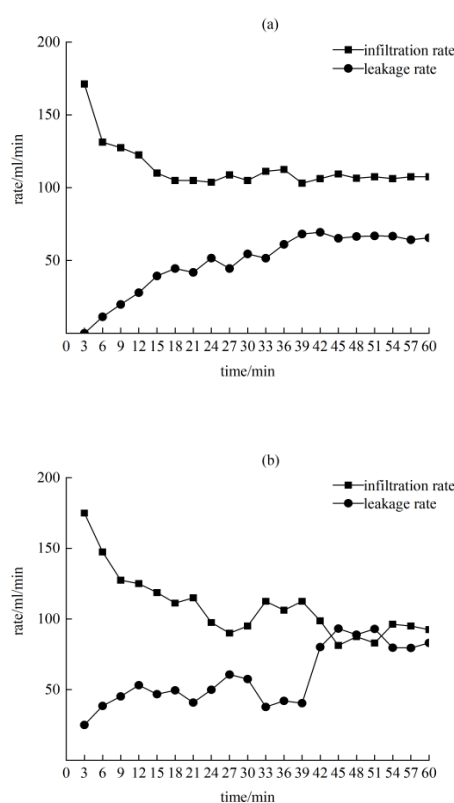 (a)
200
infiltration rate
leakage rate
150
rate/ml/min
100
50
0 3 6 9 12 15 18 21 24 27 30 33 36 39 42 45 48 51 54 57 60
time/min
(b)
200
infiltration rate
leakage rate
150
rate/ml/min
100
50
0 3 6 9 12 15 18 21 24 27 30 33 36 39 42 45 48 51 54 57 60
time/min